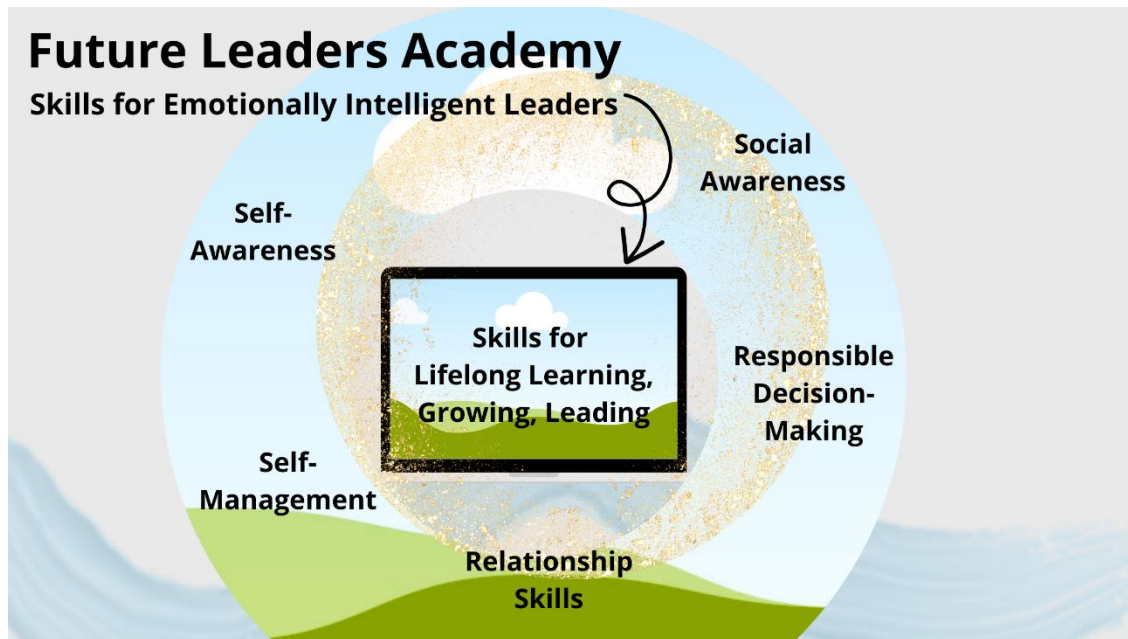 Future Leaders Academy
Skills for Emotionally Intelligent Leaders
Social
Awareness
Self-
Awareness
Skills for
Lifelong Learning,
Growing, Leading
Responsible
Decision-
Making
Self-
Management
Relationship
Skills